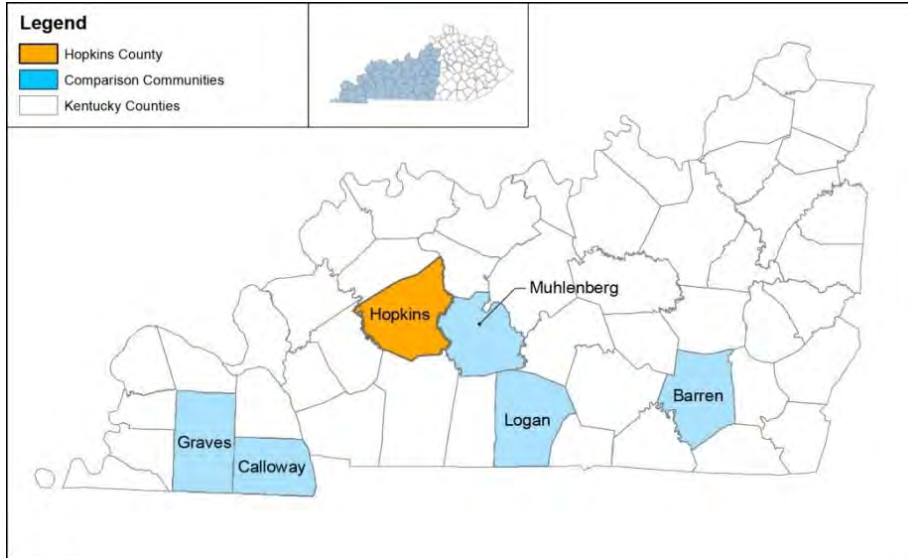 Legend
Hopkins County
Comparison Communities
Kentucky Counties
Muhlenberg
Hopkins
Barren
Logan
Graves
Calloway